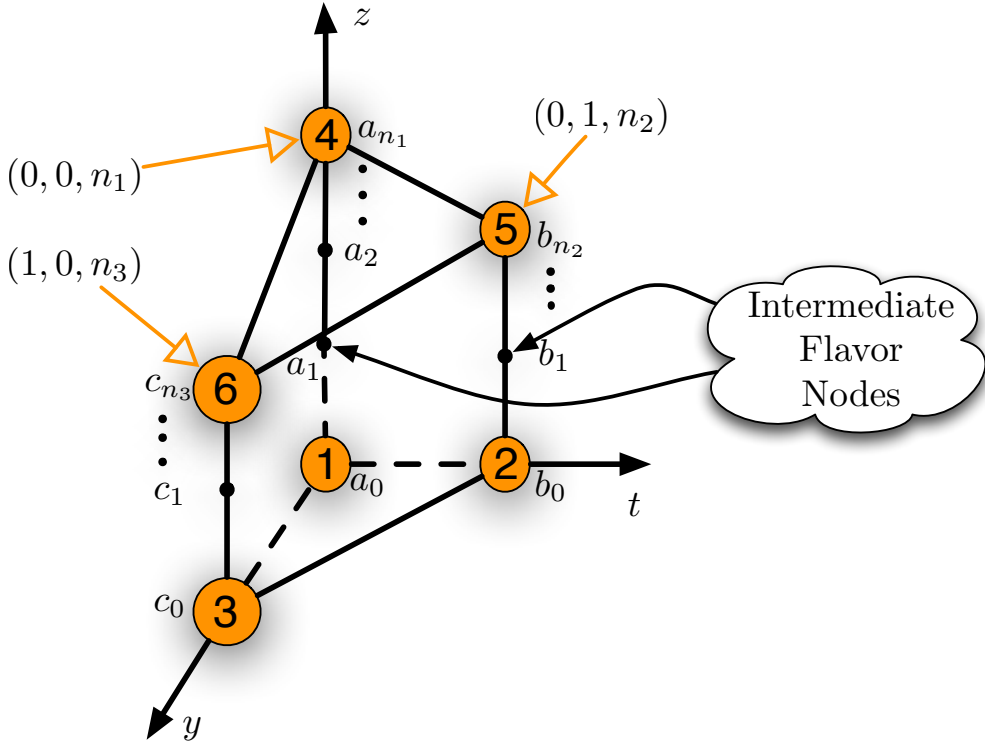 z
4
a_{n_1}
(0, 1, n_2)
(0, 0, n_1)
5
b_{n_2}
a_2
(1, 0, n_3)
Intermediate
Flavor
Nodes
a_1
b_1
c_{n_3}
6
1
a_0
2
b_0
t
c_1
c_0
3
y